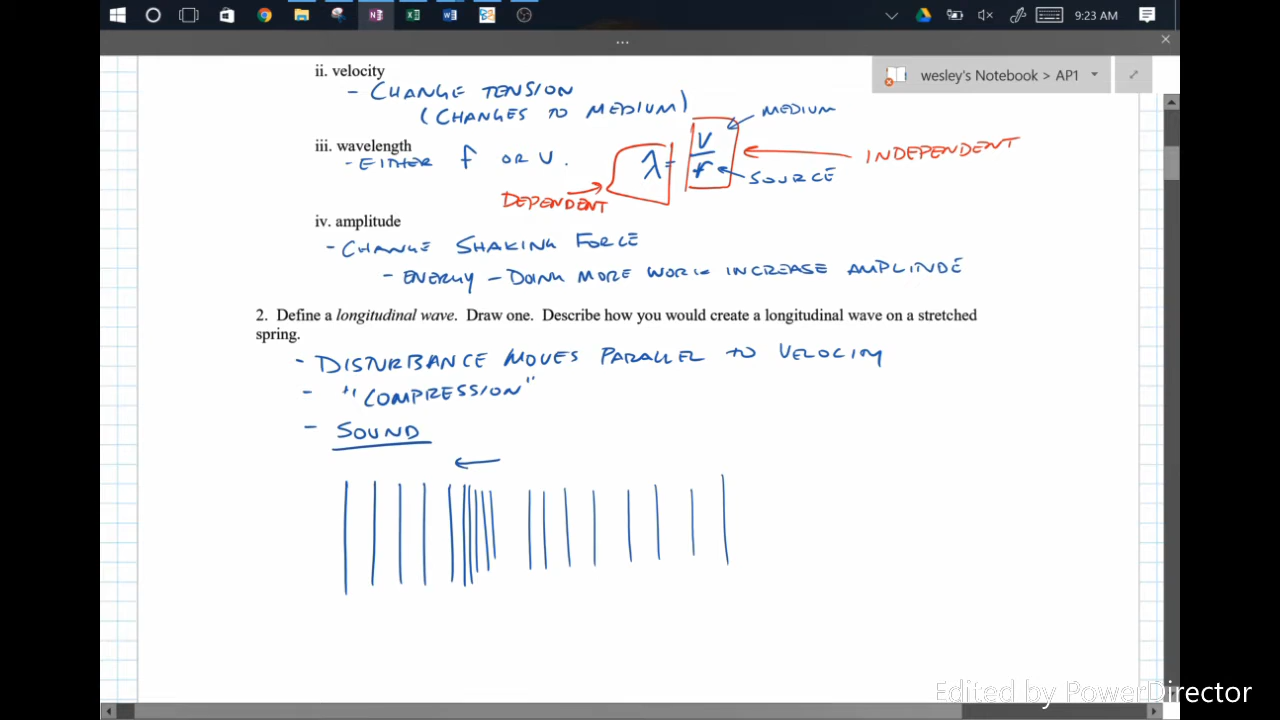 9:23 AM
wesley's Notebook > AP1
ii. velocity
- CHANGE TENSION
(CHANGES TO MEDIUM)
MEDIUM
iii. wavelength
- EITHER f OR V.
λ = V/f
INDEPENDENT
SOURCE
DEPENDENT
iv. amplitude
- CHANGE SHAKING FORCE
- ENERGY - DOING MORE WORK INCREASE AMPLITUDE
2. Define a longitudinal wave. Draw one. Describe how you would create a longitudinal wave on a stretched
spring.
- DISTURBANCE MOVES PARALLEL TO VELOCITY
- "COMPRESSION"
- SOUND
Edited by PowerDirector